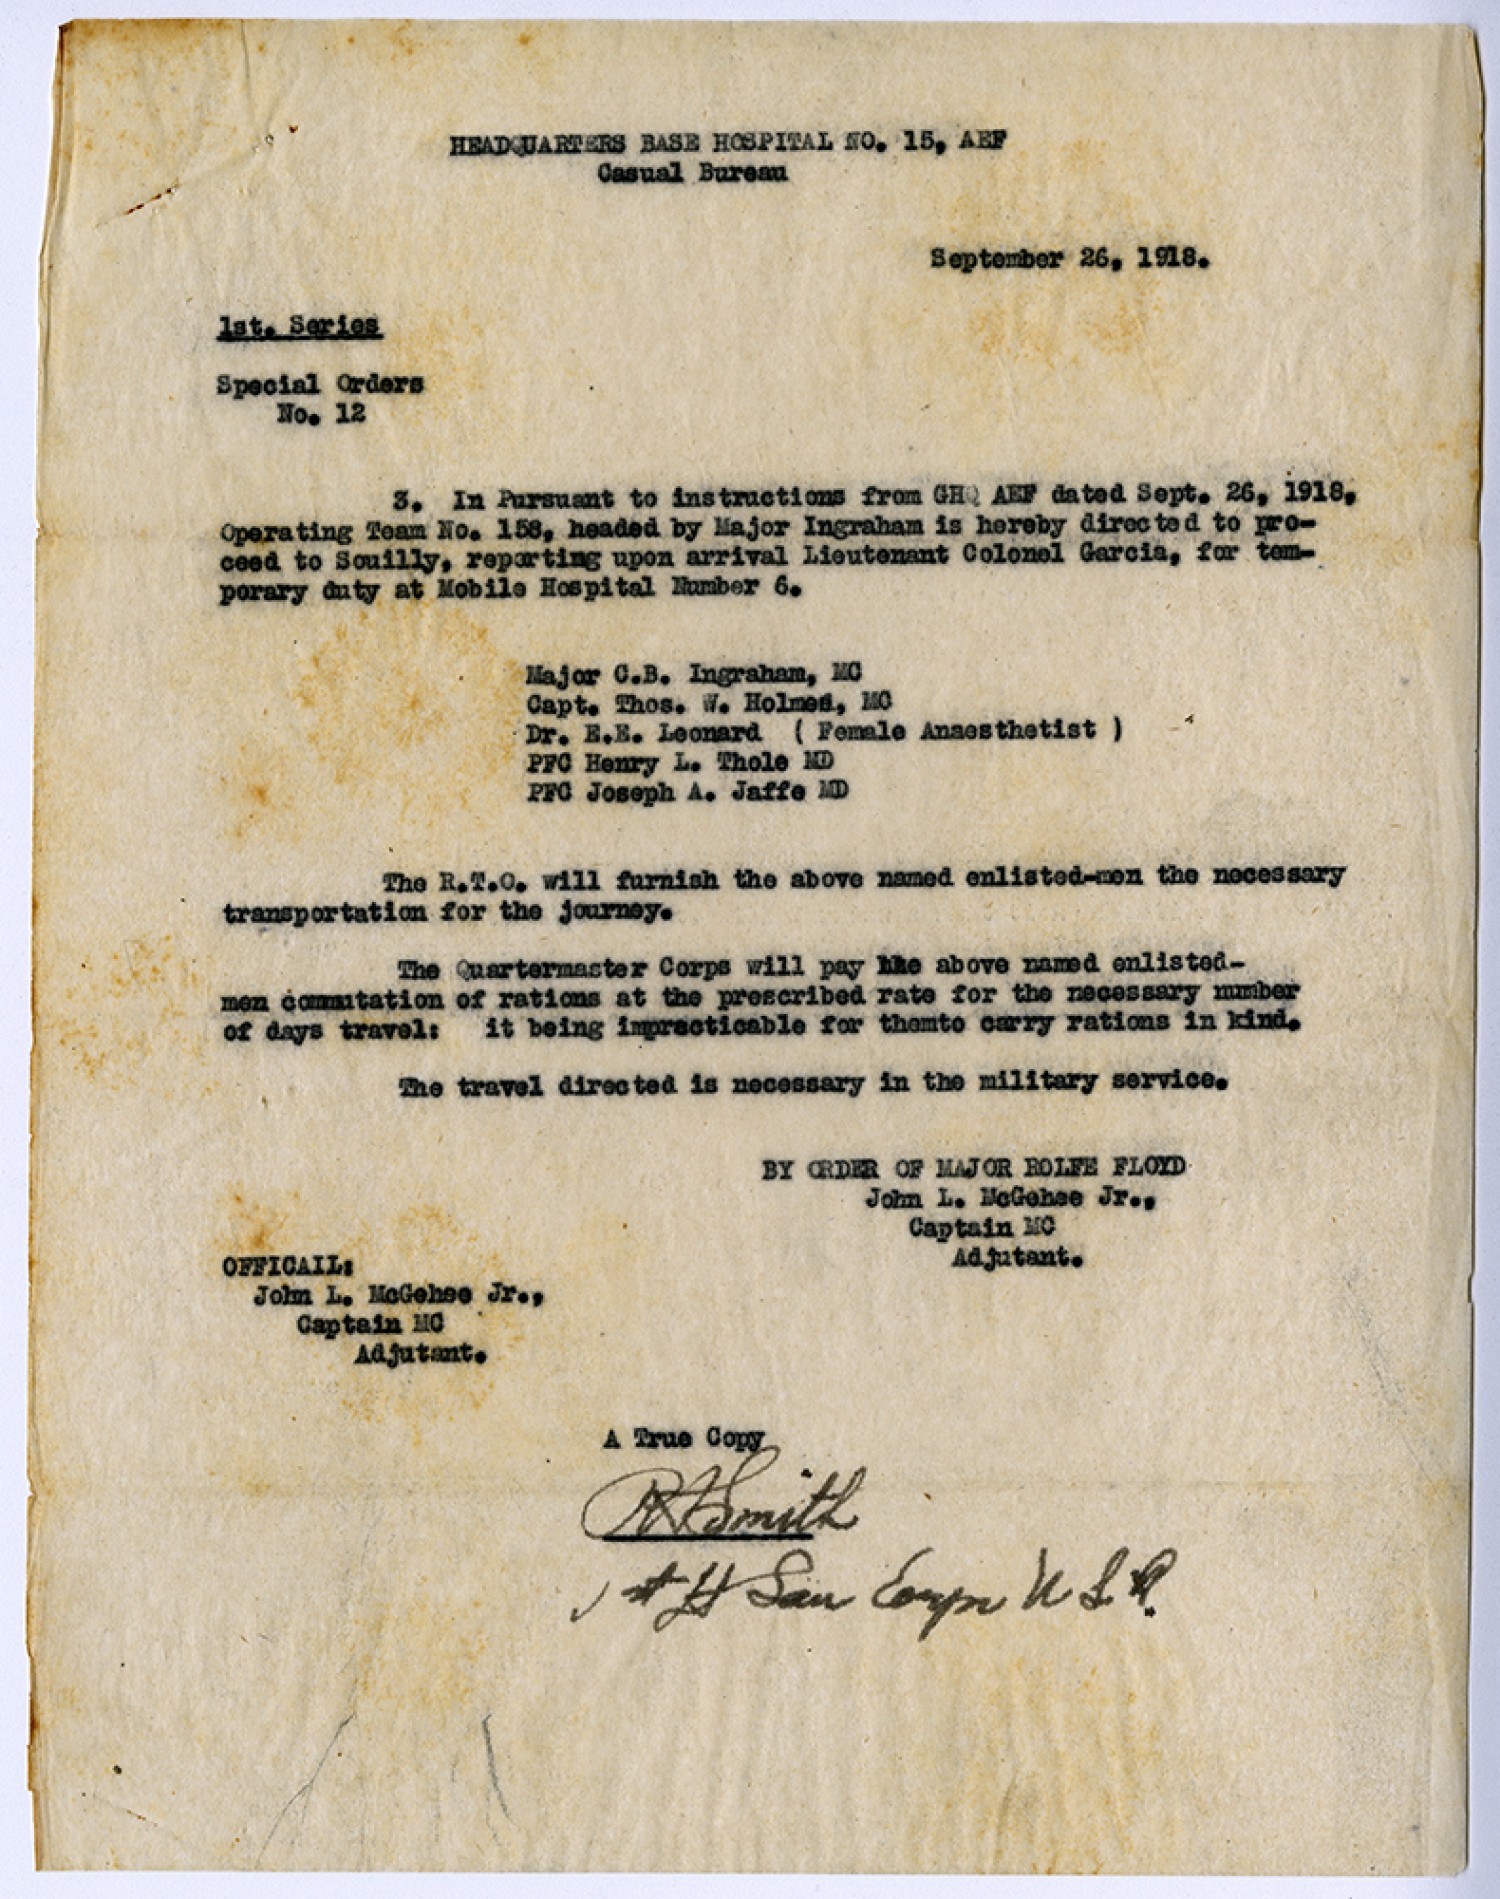 HEADQUARTERS BASE HOSPITAL NO. 15, AEF
Casual Bureau
September 26, 1918.
1st. Series
Special Orders
No. 12
3. In Pursuant to instructions from GHQ AEF dated Sept. 26, 1918,
Operating Team No. 158, headed by Major Ingraham is hereby directed to pro-
ceed to Souilly, reporting upon arrival Lieutenant Colonel Garcia, for tem-
porary duty at Mobile Hospital Number 6.
Major C.B. Ingraham, MC
Capt. Thos. W. Holmes, MC
Dr. E.E. Leonard ( Female Anaesthetist )
PFC Henry L. Thole MD
PFC Joseph A. Jaffe MD
The R.T.O. will furnish the above named enlisted-men the necessary
transportation for the journey.
The Quartermaster Corps will pay the above named enlisted-
men commutation of rations at the prescribed rate for the necessary number
of days travel: it being impracticable for themto carry rations in kind.
The travel directed is necessary in the military service.
BY ORDER OF MAJOR ROLFE FLOYD
John L. McGehee Jr.,
Captain MC
Adjutant.
OFFICAIL:
John L. McGehee Jr.,
Captain MC
Adjutant.
A True Copy
Smith
1st Lt San Corps U S A.